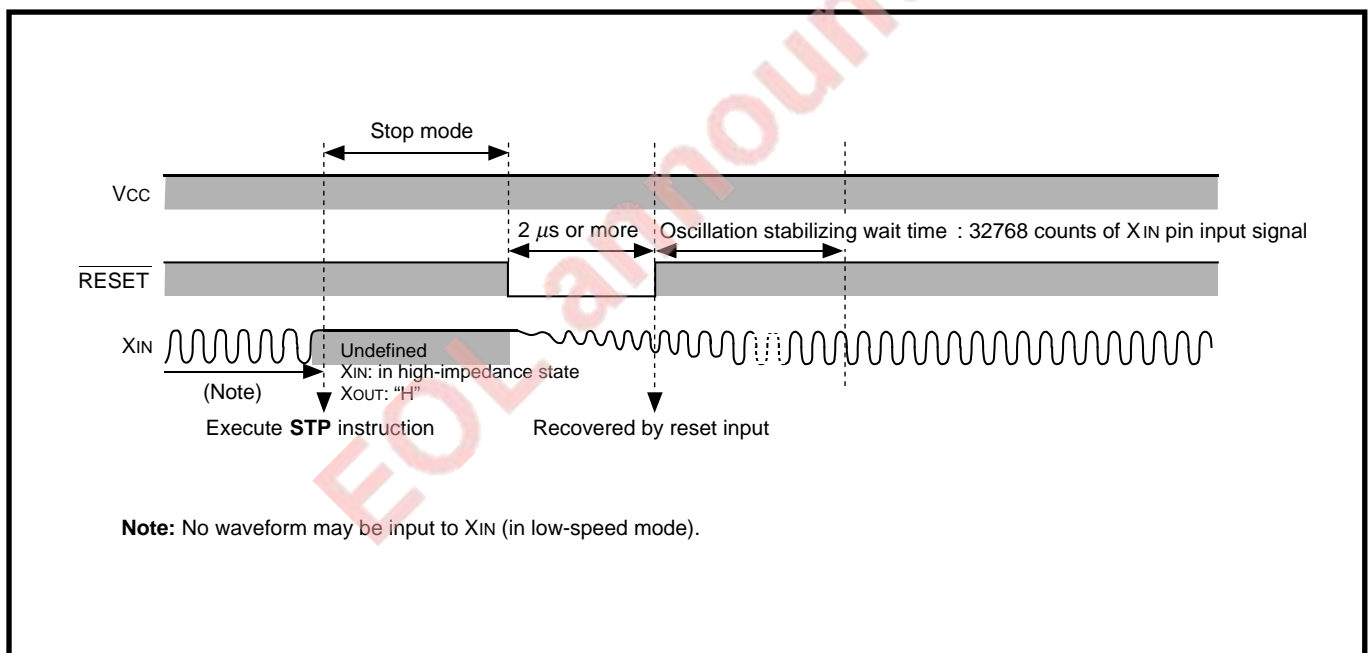 Stop mode
VCC
2 μs or more
Oscillation stabilizing wait time : 32768 counts of XIN pin input signal
RESET
XIN
Undefined
XIN: in high-impedance state
XOUT: “H”
(Note)
Execute STP instruction
Recovered by reset input
Note: No waveform may be input to XIN (in low-speed mode).
EOL announ